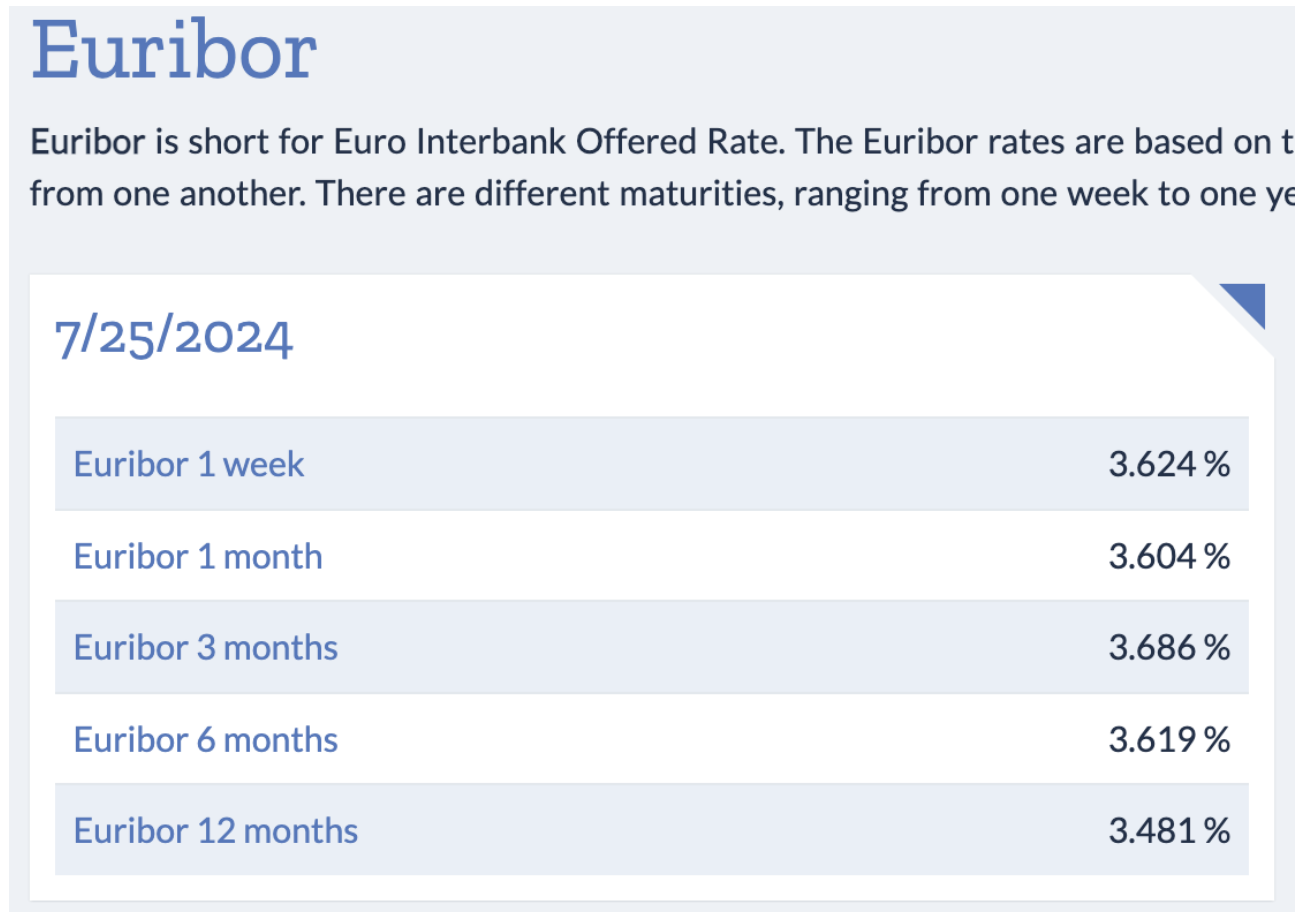 Euribor
Euribor is short for Euro Interbank Offered Rate. The Euribor rates are based on
from one another. There are different maturities, ranging from one week to one
7/25/2024
Euribor 1 week 3.624 %
Euribor 1 month 3.604 %
Euribor 3 months 3.686 %
Euribor 6 months 3.619 %
Euribor 12 months 3.481 %